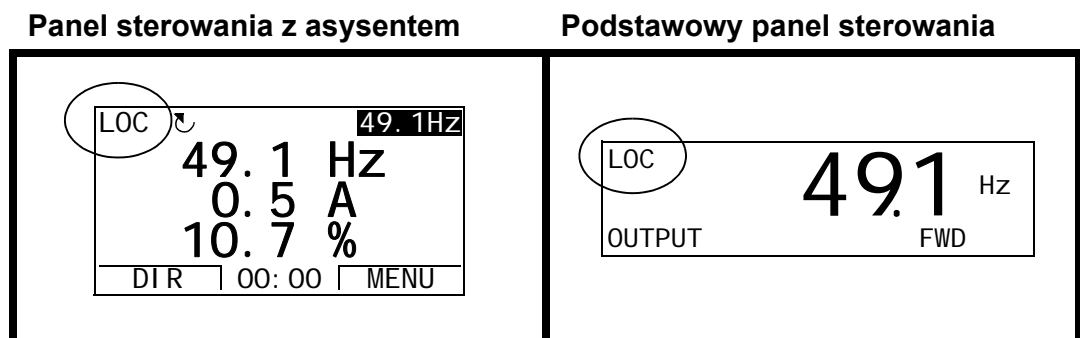 Panel sterowania z asysentem
Podstawowy panel sterowania
LOC ↻ 49.1Hz
49.1 Hz
0.5 A
10.7 %
DIR 00:00 MENU
LOC 49.1 Hz
OUTPUT FWD